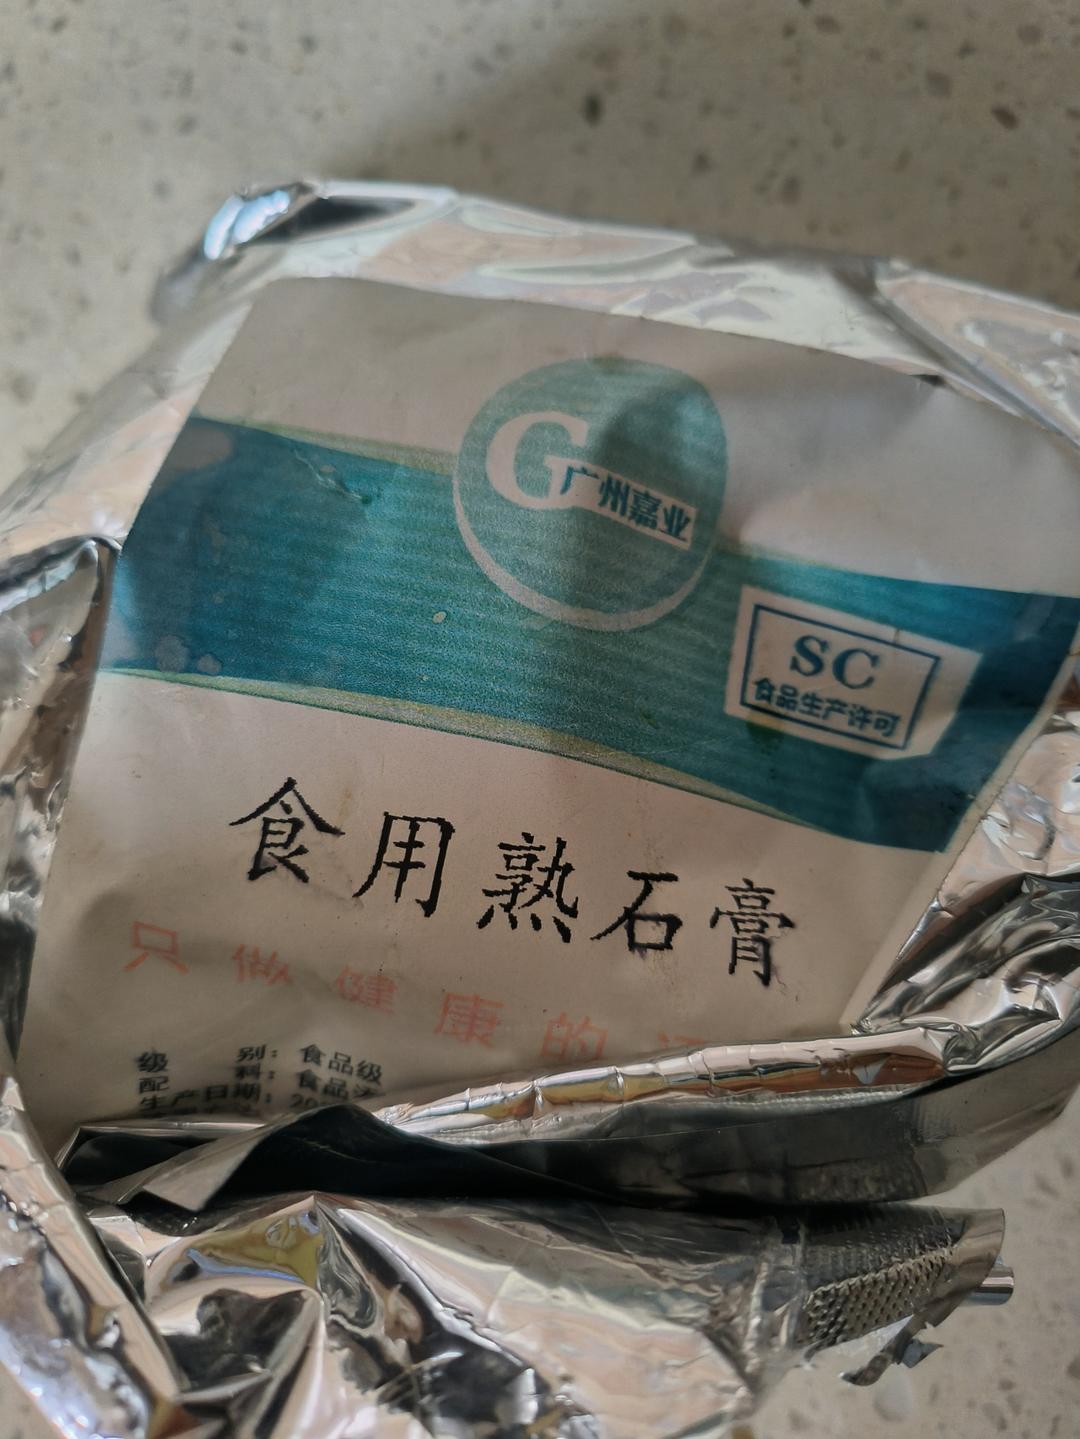 G
广州嘉业
SC
食品生产许可
食用熟石膏
只做健康的
级 别：食品级
配 料：食品
生产日期：20